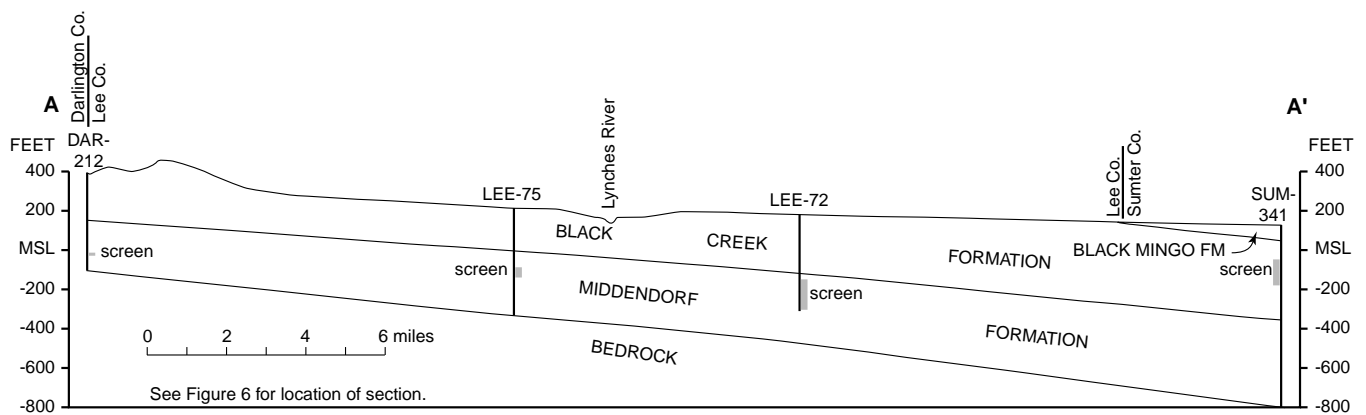 Darlington Co.
Lee Co.
A
A'
FEET
DAR-
212
400
200
MSL
-200
-400
-600
-800
screen
LEE-75
screen
Lynches River
LEE-72
screen
Lee Co.
Sumter Co.
SUM-
341
screen
FEET
400
200
MSL
-200
-400
-600
-800
BLACK CREEK FORMATION
BLACK MINGO FM
MIDDENDORF FORMATION
BEDROCK
0 2 4 6 miles
See Figure 6 for location of section.